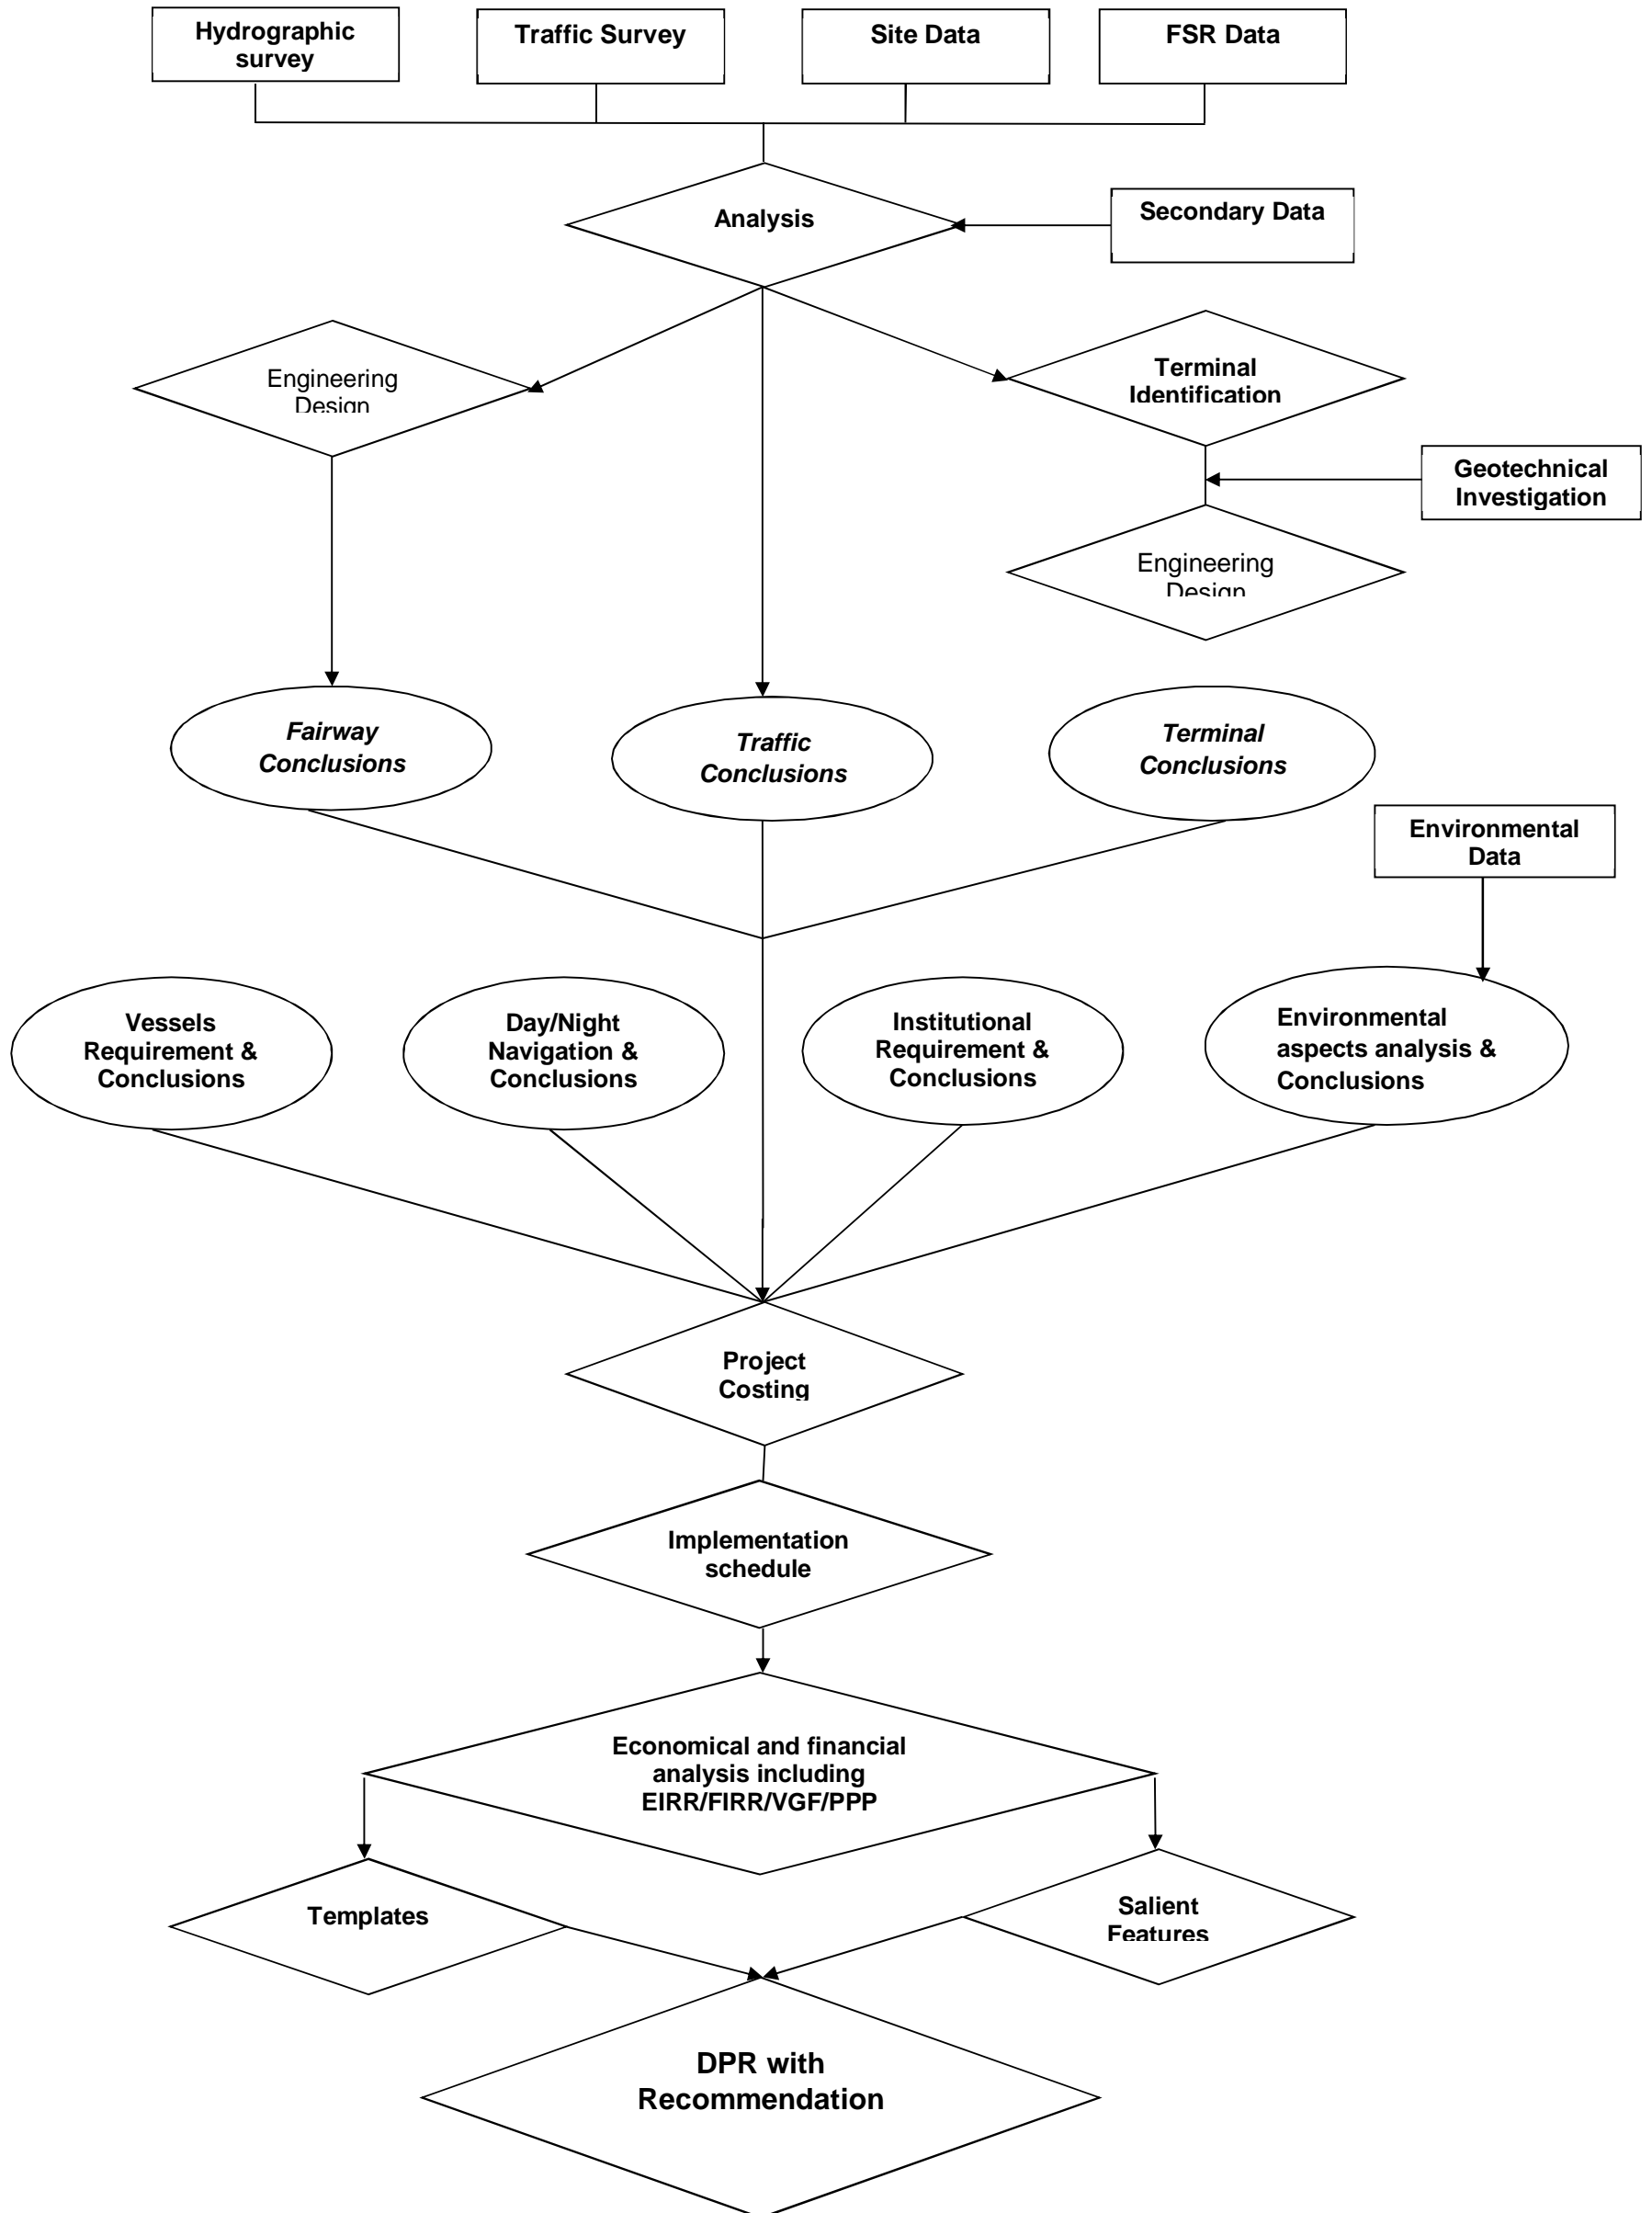 Hydrographic
survey
Traffic Survey
Site Data
FSR Data
Analysis
Secondary Data
Engineering
Design
Terminal
Identification
Geotechnical
Investigation
Engineering
Design
Fairway
Conclusions
Traffic
Conclusions
Terminal
Conclusions
Environmental
Data
Vessels
Requirement &
Conclusions
Day/Night
Navigation &
Conclusions
Institutional
Requirement &
Conclusions
Environmental
aspects analysis &
Conclusions
Project
Costing
Implementation
schedule
Economical and financial
analysis including
EIRR/FIRR/VGF/PPP
Templates
Salient
Features
DPR with
Recommendation